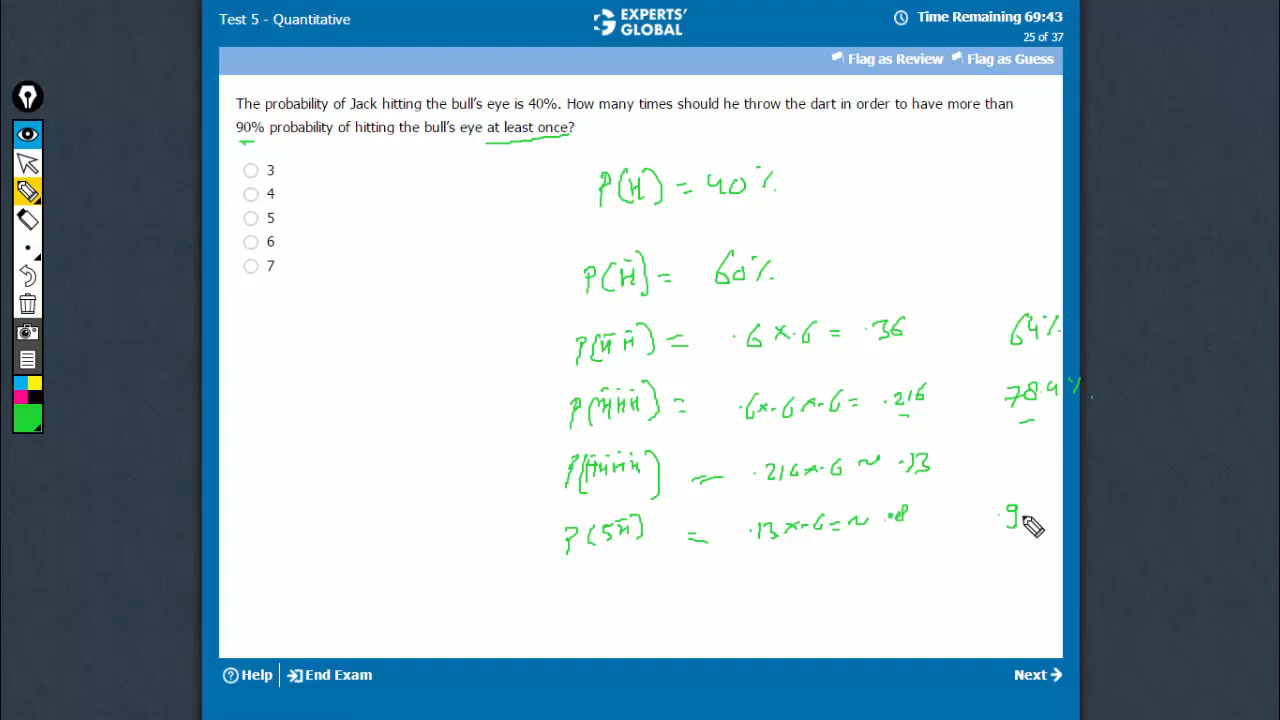 Test 5 - Quantitative
EXPERTS'
GLOBAL
Time Remaining 69:43
25 of 37
Flag as Review
Flag as Guess
The probability of Jack hitting the bull's eye is 40%. How many times should he throw the dart in order to have more than
90% probability of hitting the bull's eye at least once?
3
4
5
6
7
P(H) = 40%
P(H̄) = 60%
P(H̄ H̄) = .6 × .6 = .36 64%
P(H̄H̄H̄) = .6×.6×.6 = .216 78.4%
P(H̄H̄H̄H̄) = .216×.6 ~ .13
P(5H̄) = .13×.6=~ .08 .9
Help
End Exam
Next